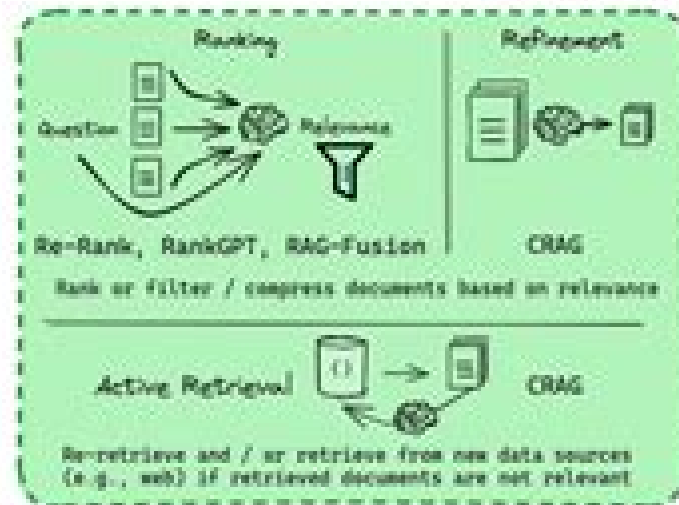 Ranking
Refinement
Question
Relevance
Re-Rank, RankGPT, RAG-Fusion
CRAG
Rank or filter / compress documents based on relevance
Active Retrieval
{}
CRAG
Re-retrieve and / or retrieve from new data sources
(e.g., web) if retrieved documents are not relevant